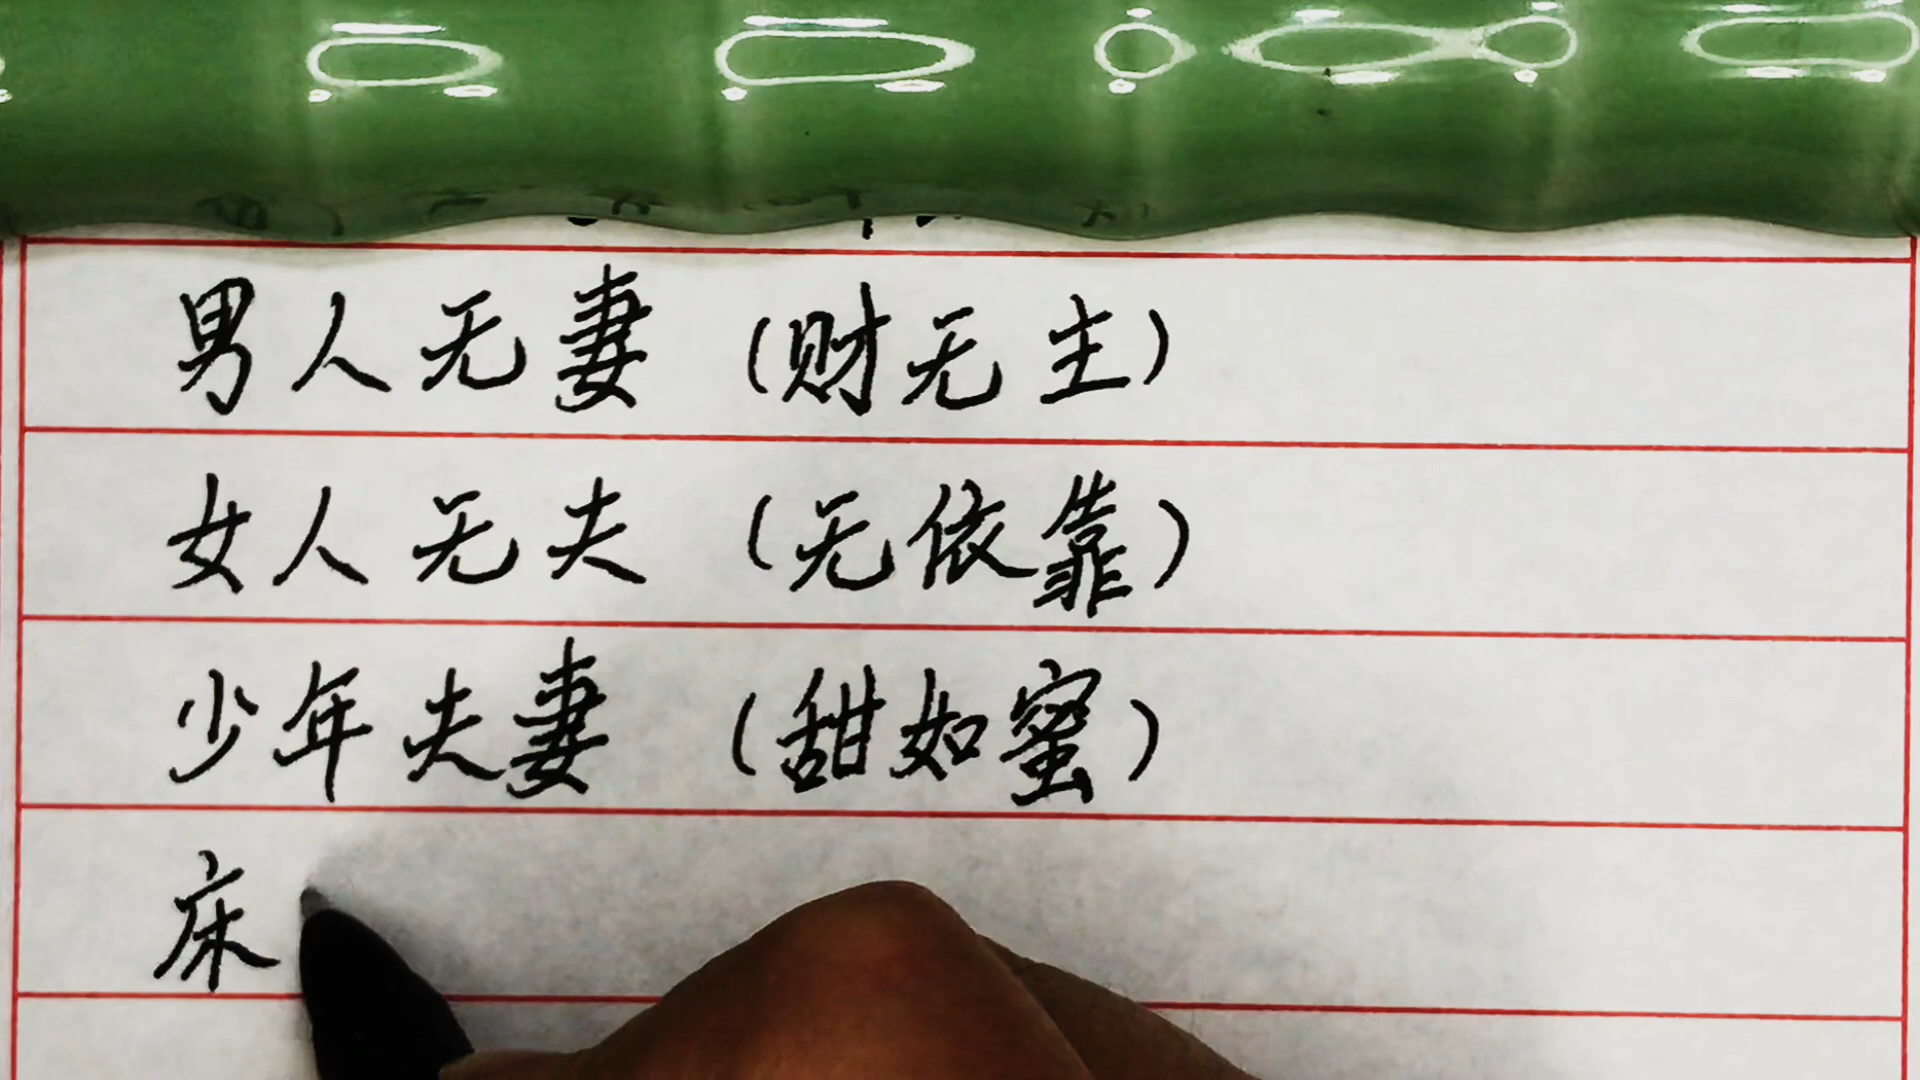 男人无妻（财无主）
女人无夫（无依靠）
少年夫妻（甜如蜜）
床